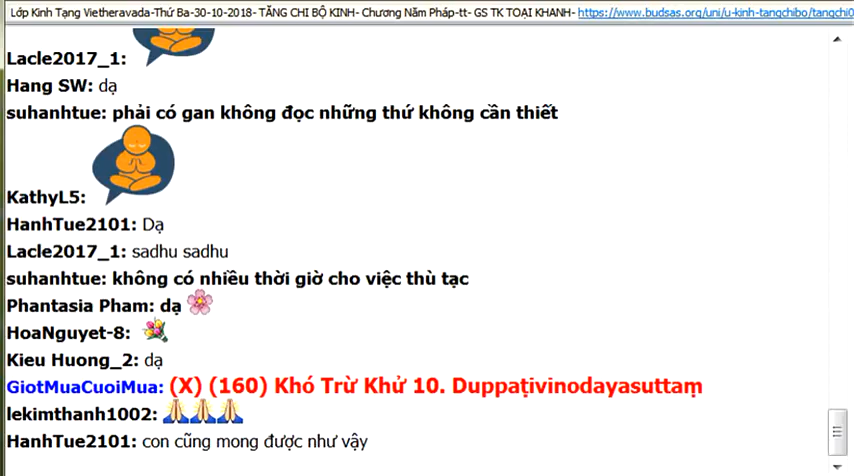 Lớp Kinh Tạng Vietheravada-Thứ Ba-30-10-2018- TĂNG CHI BỘ KINH- Chương Năm Pháp-tt- GS TK TOẠI KHANH- https://www.budsas.org/uni/u-kinh-tangchibo/tangchi0
Lacle2017_1:
Hang SW: dạ
suhanhtue: phải có gan không đọc những thứ không cần thiết
KathyL5:
HanhTue2101: Dạ
Lacle2017_1: sadhu sadhu
suhanhtue: không có nhiều thời giờ cho việc thù tạc
Phantasia Pham: dạ
HoaNguyet-8:
Kieu Huong_2: dạ
GiotMuaCuoiMua: (X) (160) Khó Trừ Khử 10. Duppaṭivinodayasuttaṃ
lekimthanh1002:
HanhTue2101: con cũng mong được như vậy